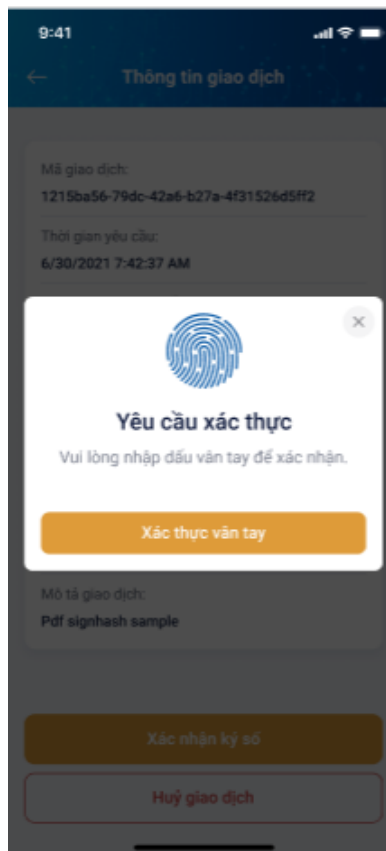 9:41
Thông tin giao dịch
Mã giao dịch:
1215ba56-79dc-42a6-b27a-4f31526d5ff2
Thời gian yêu cầu:
6/30/2021 7:42:37 AM
Yêu cầu xác thực
Vui lòng nhập dấu vân tay để xác nhận.
Xác thực vân tay
Mô tả giao dịch:
Pdf signhash sample
Xác nhận ký số
Huỷ giao dịch